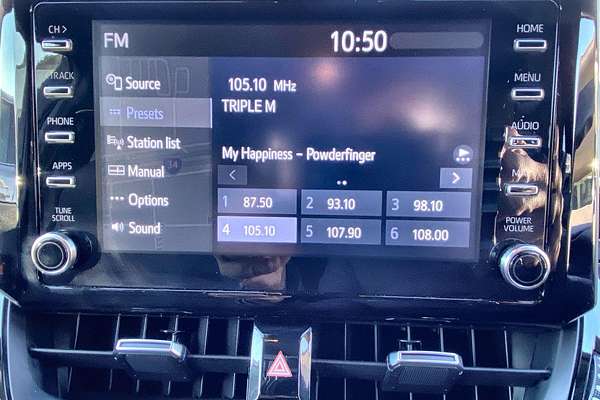 CH >
FM
10:50
HOME
TRACK
Source
105.10 MHz
MENU
Presets
TRIPLE M
PHONE
Station list
AUDIO
My Happiness – Powderfinger
APPS
Manual
< >
Options
1 87.50 2 93.10 3 98.10
TUNE
SCROLL
POWER
VOLUME
Sound
4 105.10 5 107.90 6 108.00